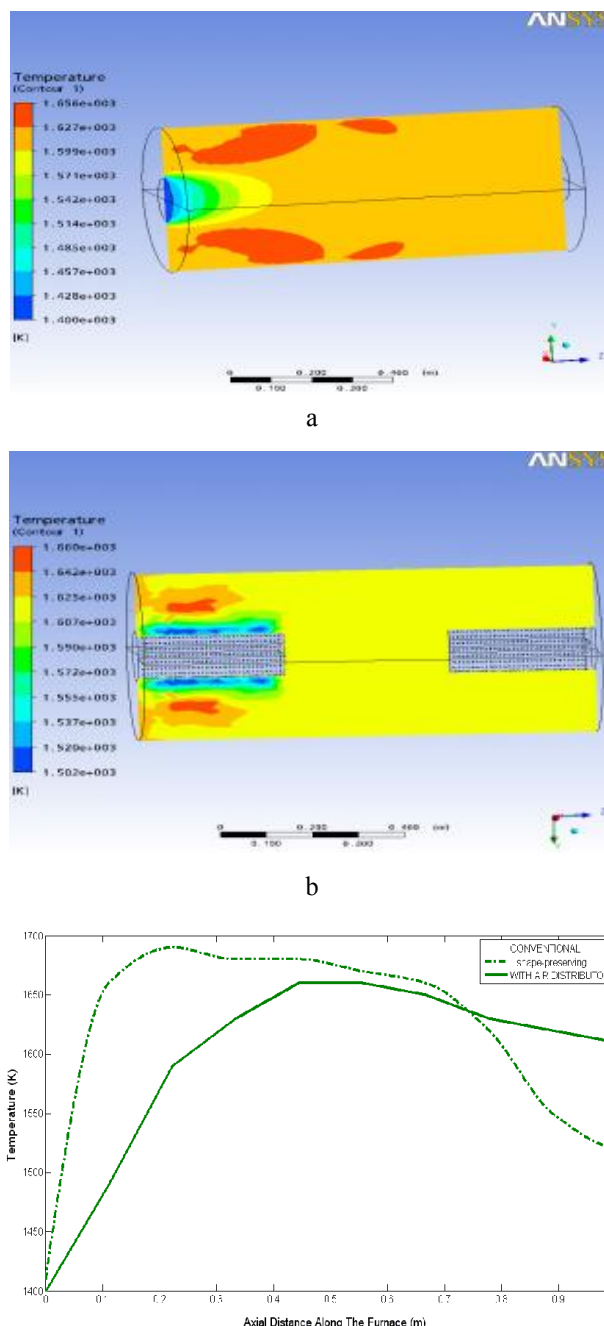 ANSYS
Temperature
(Contour 1)
1.656e+003
1.627e+003
1.599e+003
1.571e+003
1.542e+003
1.514e+003
1.485e+003
1.457e+003
1.428e+003
1.400e+003
[K]
0 0.200 0.400 (m)
0.100 0.300
Y
Z
a
ANSYS
Temperature
(Contour 1)
1.660e+003
1.642e+003
1.625e+003
1.607e+003
1.590e+003
1.572e+003
1.555e+003
1.537e+003
1.520e+003
1.502e+003
[K]
0 0.200 0.400 (m)
0.100 0.300
Z
Y
b
1700
1650
1600
1550
1500
1450
1400
Temperature (K)
CONVENTIONAL
shape-preserving
WITH AIR DISTRIBUTO
0 0.1 0.2 0.3 0.4 0.5 0.6 0.7 0.8 0.9
Axial Distance Along The Furnace (m)